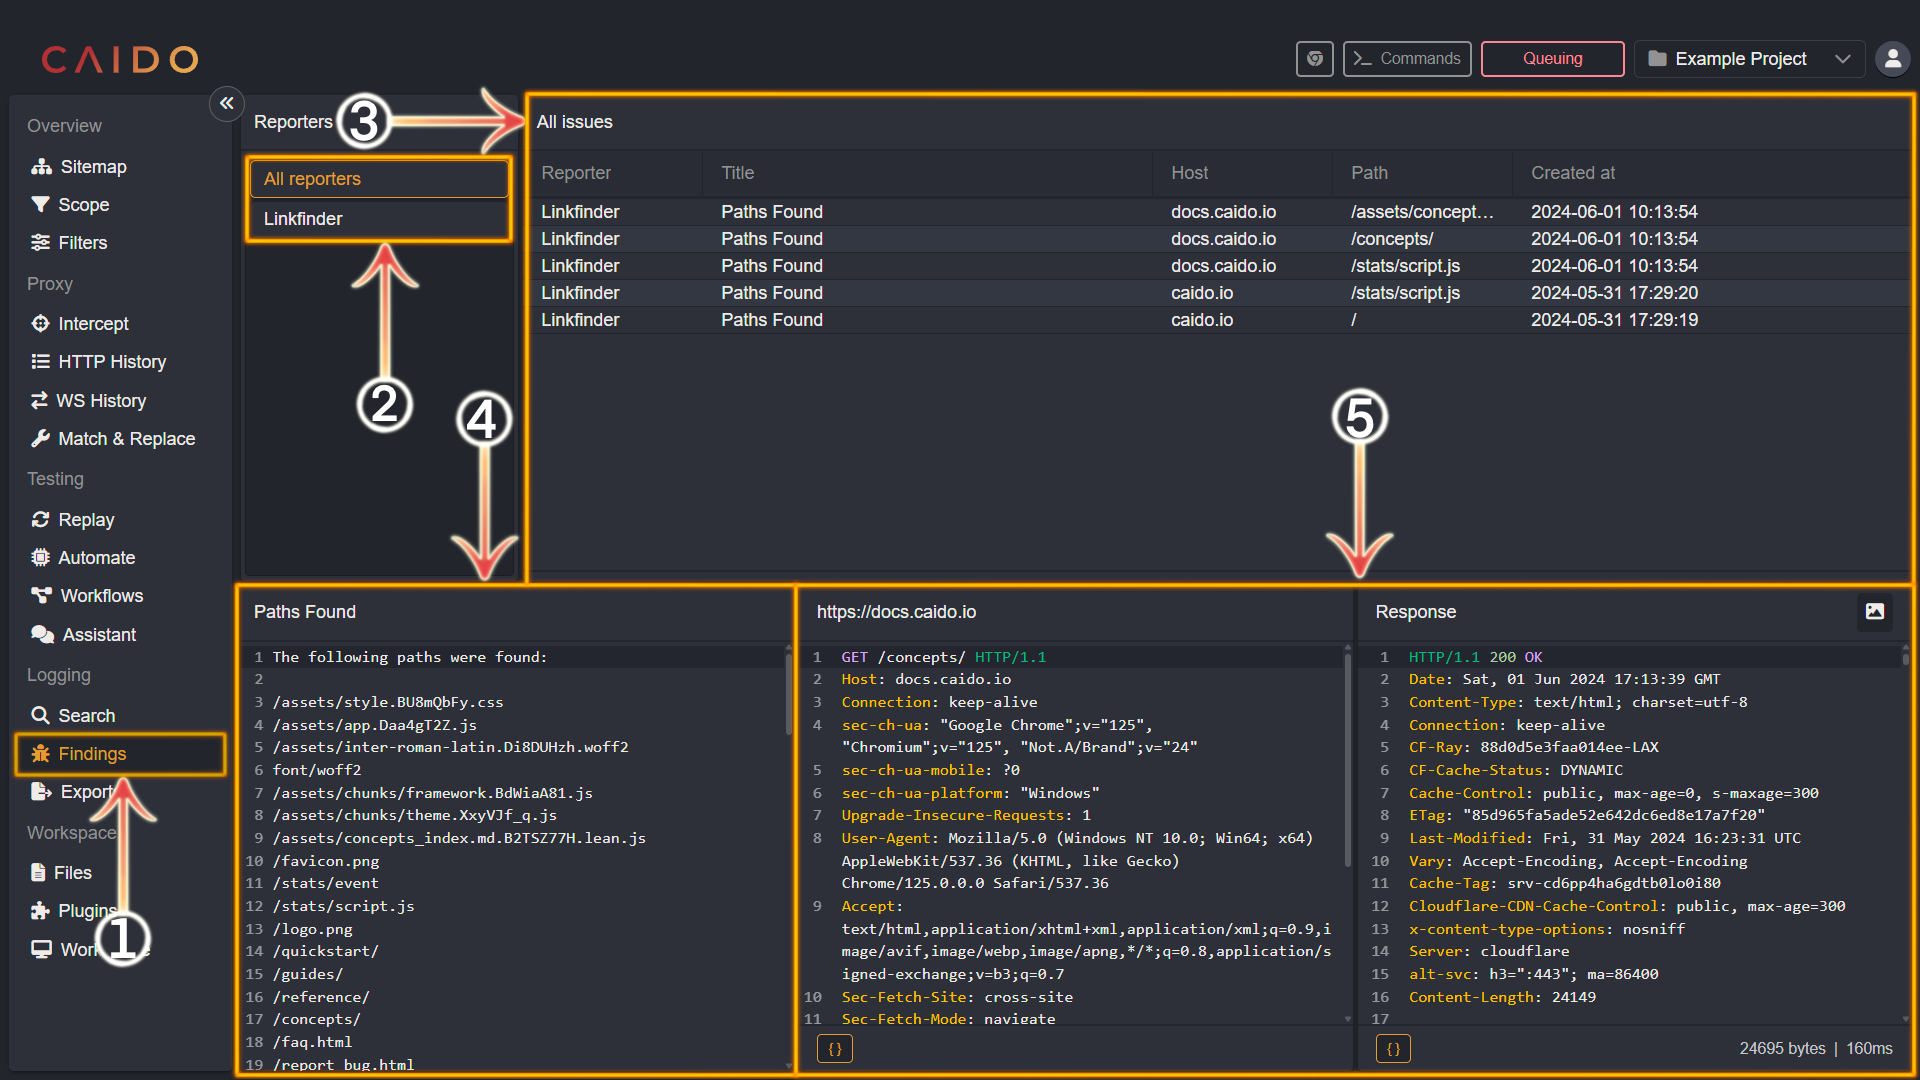 CAIDO
Commands
Queuing
Example Project
Overview
Sitemap
Scope
Filters
Proxy
Intercept
HTTP History
WS History
Match & Replace
Testing
Replay
Automate
Workflows
Assistant
Logging
Search
Findings
Export
Workspace
Files
Plugins
1
Reporters
3
All reporters
Linkfinder
2
4
All issues
Reporter Title Host Path Created at
Linkfinder Paths Found docs.caido.io /assets/concept… 2024-06-01 10:13:54
Linkfinder Paths Found docs.caido.io /concepts/ 2024-06-01 10:13:54
Linkfinder Paths Found docs.caido.io /stats/script.js 2024-06-01 10:13:54
Linkfinder Paths Found caido.io /stats/script.js 2024-05-31 17:29:20
Linkfinder Paths Found caido.io / 2024-05-31 17:29:19
5
Paths Found
1 The following paths were found:
2
3 /assets/style.BU8mQbFy.css
4 /assets/app.Daa4gT2Z.js
5 /assets/inter-roman-latin.Di8DUHzh.woff2
6 font/woff2
7 /assets/chunks/framework.BdWiaA81.js
8 /assets/chunks/theme.XxyVJf_q.js
9 /assets/concepts_index.md.B2TSZ77H.lean.js
10 /favicon.png
11 /stats/event
12 /stats/script.js
13 /logo.png
14 /quickstart/
15 /guides/
16 /reference/
17 /concepts/
18 /faq.html
19 /report_bug.html
https://docs.caido.io
1 GET /concepts/ HTTP/1.1
2 Host: docs.caido.io
3 Connection: keep-alive
4 sec-ch-ua: "Google Chrome";v="125",
"Chromium";v="125", "Not.A/Brand";v="24"
5 sec-ch-ua-mobile: ?0
6 sec-ch-ua-platform: "Windows"
7 Upgrade-Insecure-Requests: 1
8 User-Agent: Mozilla/5.0 (Windows NT 10.0; Win64; x64)
AppleWebKit/537.36 (KHTML, like Gecko)
Chrome/125.0.0.0 Safari/537.36
9 Accept:
text/html,application/xhtml+xml,application/xml;q=0.9,i
mage/avif,image/webp,image/apng,*/*;q=0.8,application/s
igned-exchange;v=b3;q=0.7
10 Sec-Fetch-Site: cross-site
11 Sec-Fetch-Mode: navigate
{}
Response
1 HTTP/1.1 200 OK
2 Date: Sat, 01 Jun 2024 17:13:39 GMT
3 Content-Type: text/html; charset=utf-8
4 Connection: keep-alive
5 CF-Ray: 88d0d5e3faa014ee-LAX
6 CF-Cache-Status: DYNAMIC
7 Cache-Control: public, max-age=0, s-maxage=300
8 ETag: "85d965fa5ade52e642dc6ed8e17a7f20"
9 Last-Modified: Fri, 31 May 2024 16:23:31 UTC
10 Vary: Accept-Encoding, Accept-Encoding
11 Cache-Tag: srv-cd6pp4ha6gdtb0lo0i80
12 Cloudflare-CDN-Cache-Control: public, max-age=300
13 x-content-type-options: nosniff
14 Server: cloudflare
15 alt-svc: h3=":443"; ma=86400
16 Content-Length: 24149
17
{}
24695 bytes | 160ms